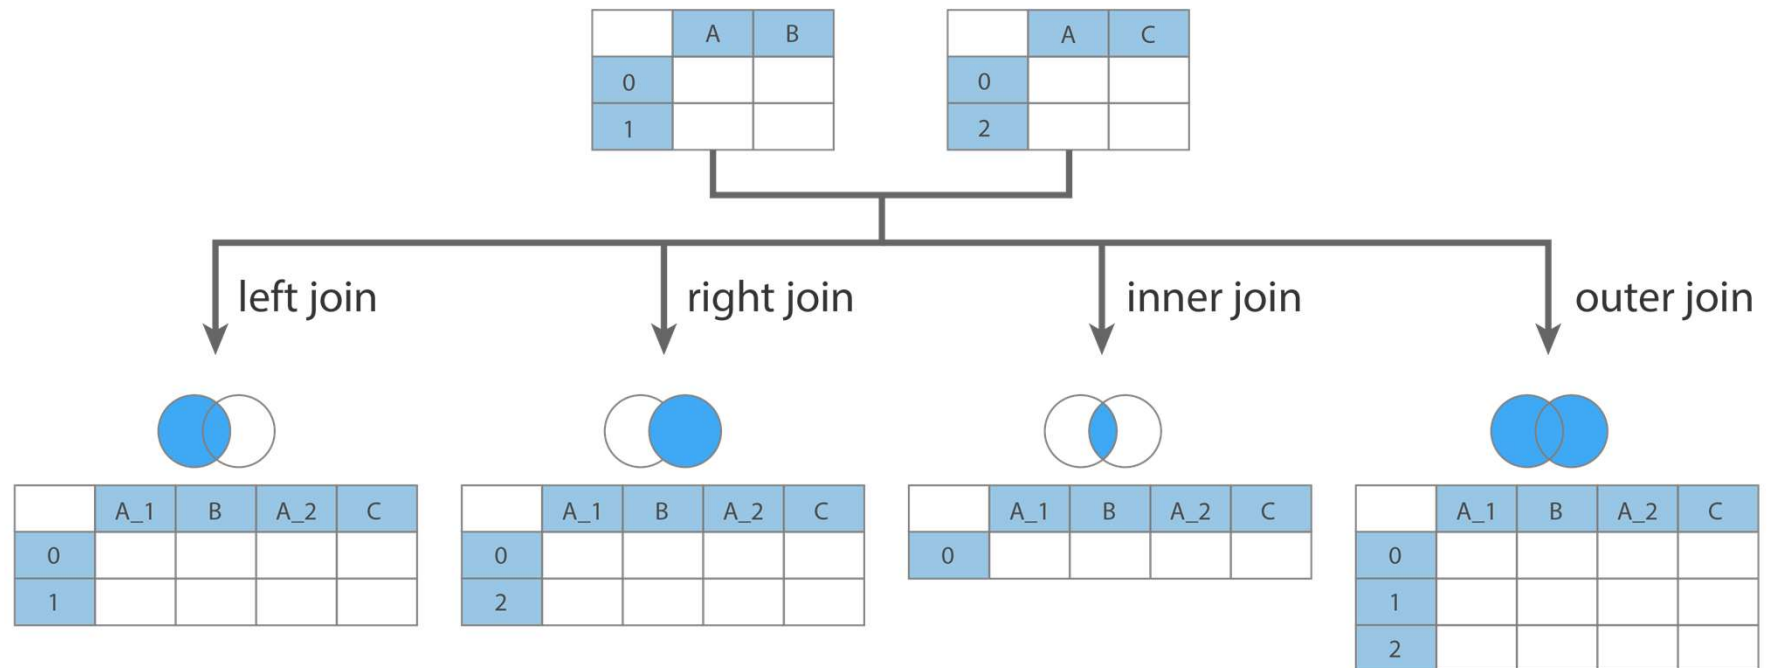 A B
0
1
A C
0
2
left join
right join
inner join
outer join
A_1 B A_2 C
0
1
A_1 B A_2 C
0
2
A_1 B A_2 C
0
A_1 B A_2 C
0
1
2